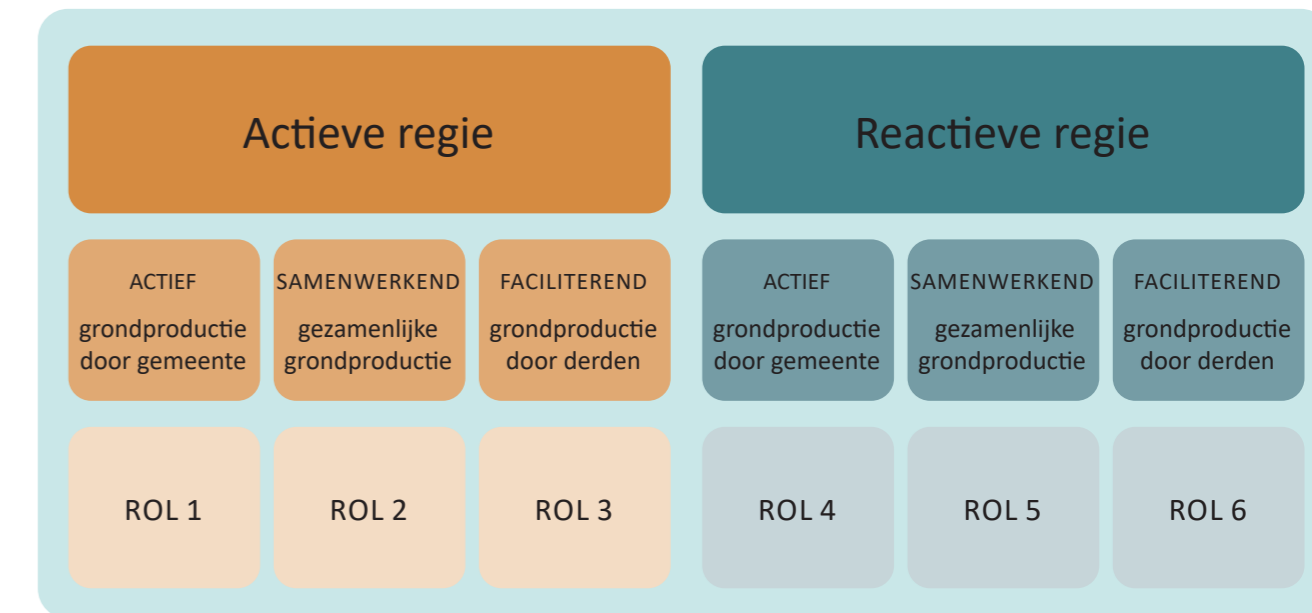 Actieve regie
Reactieve regie
ACTIEF
grondproductie
door gemeente
SAMENWERKEND
gezamenlijke
grondproductie
FACILITEREND
grondproductie
door derden
ACTIEF
grondproductie
door gemeente
SAMENWERKEND
gezamenlijke
grondproductie
FACILITEREND
grondproductie
door derden
ROL 1
ROL 2
ROL 3
ROL 4
ROL 5
ROL 6